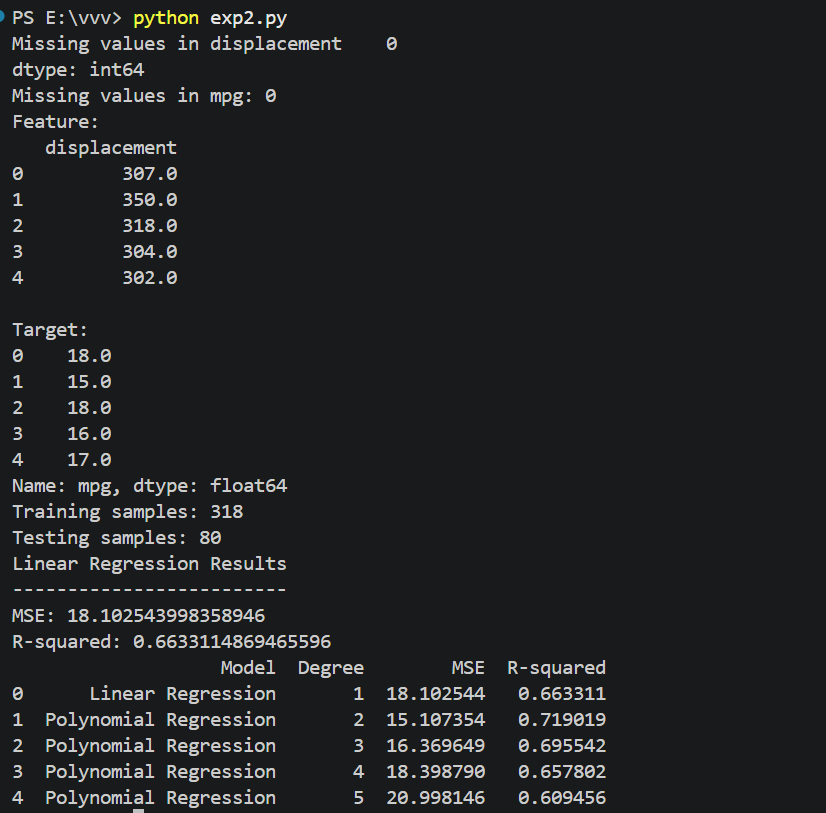 PS E:\vvv> python exp2.py
Missing values in displacement    0
dtype: int64
Missing values in mpg: 0
Feature:
   displacement
0         307.0
1         350.0
2         318.0
3         304.0
4         302.0

Target:
0    18.0
1    15.0
2    18.0
3    16.0
4    17.0
Name: mpg, dtype: float64
Training samples: 318
Testing samples: 80
Linear Regression Results
-------------------------
MSE: 18.102543998358946
R-squared: 0.6633114869465596
                   Model  Degree        MSE  R-squared
0      Linear Regression       1  18.102544   0.663311
1  Polynomial Regression       2  15.107354   0.719019
2  Polynomial Regression       3  16.369649   0.695542
3  Polynomial Regression       4  18.398790   0.657802
4  Polynomial Regression       5  20.998146   0.609456